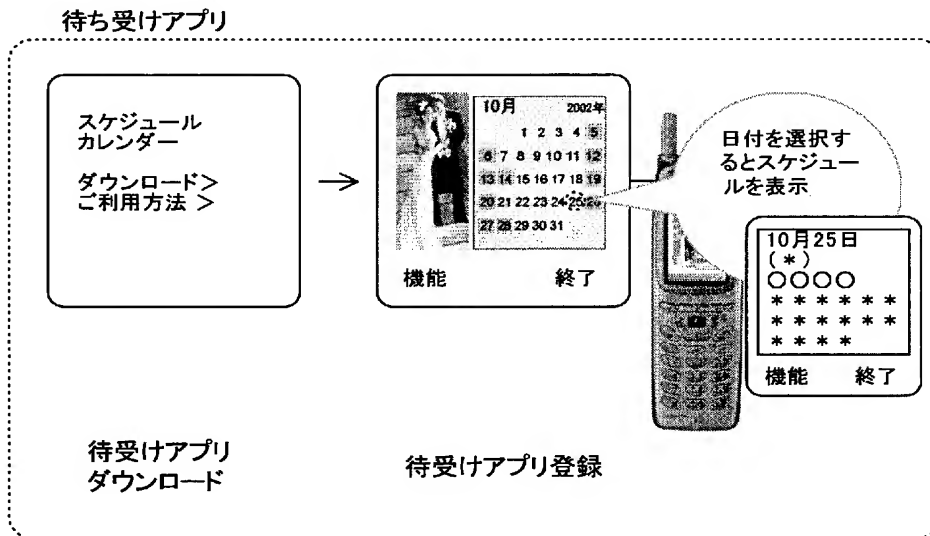 待ち受けアプリ
スケジュール
カレンダー
ダウンロード>
ご利用方法 >
10月 2002年
1 2 3 4 5
6 7 8 9 10 11 12
13 14 15 16 17 18 19
20 21 22 23 24 25 26
27 28 29 30 31
機能 終了
日付を選択す
るとスケジュー
ルを表示
10月25日
(*)
○○○○
* * * * * *
* * * * * *
* * * *
機能 終了
待受けアプリ
ダウンロード
待受けアプリ登録